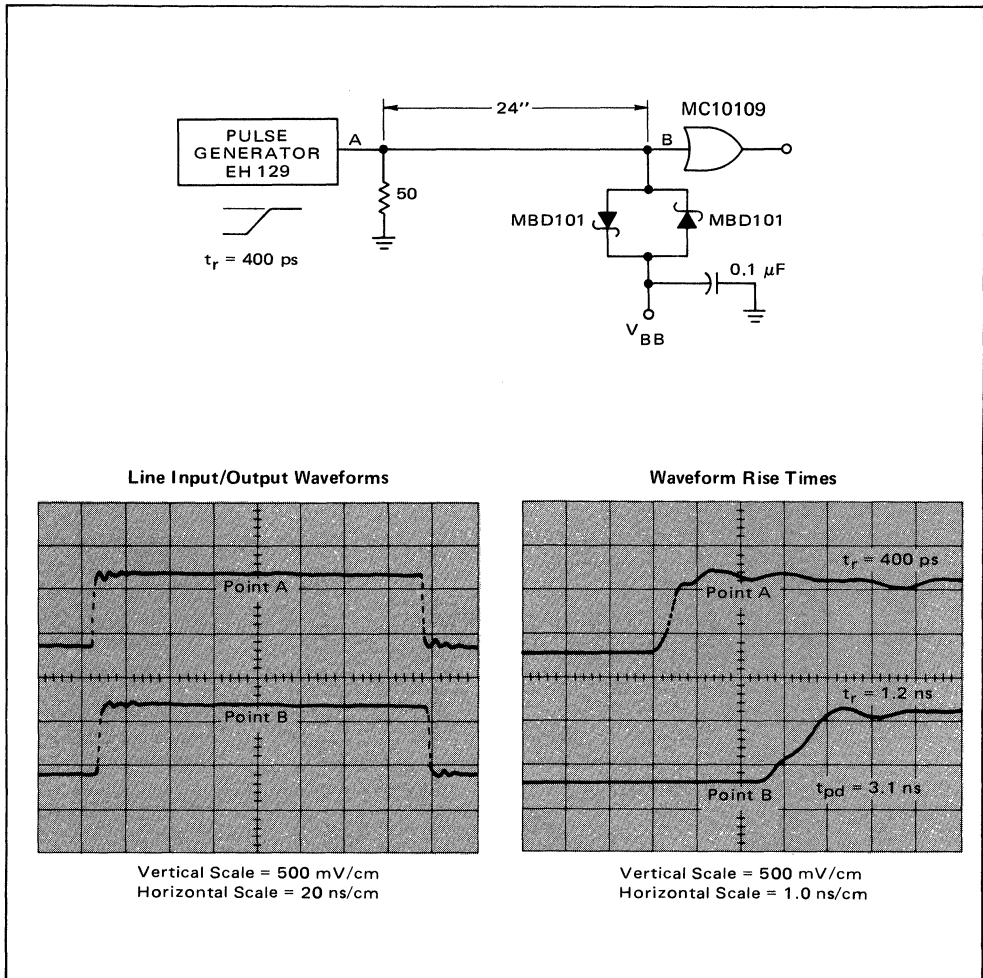 24"
MC10109
PULSE
GENERATOR
EH 129
A
B
50
t_r = 400 ps
MBD101
MBD101
0.1 μF
V_BB
Line Input/Output Waveforms
Waveform Rise Times
Point A
Point B
t_r = 400 ps
Point A
t_r = 1.2 ns
Point B
t_pd = 3.1 ns
Vertical Scale = 500 mV/cm
Horizontal Scale = 20 ns/cm
Vertical Scale = 500 mV/cm
Horizontal Scale = 1.0 ns/cm